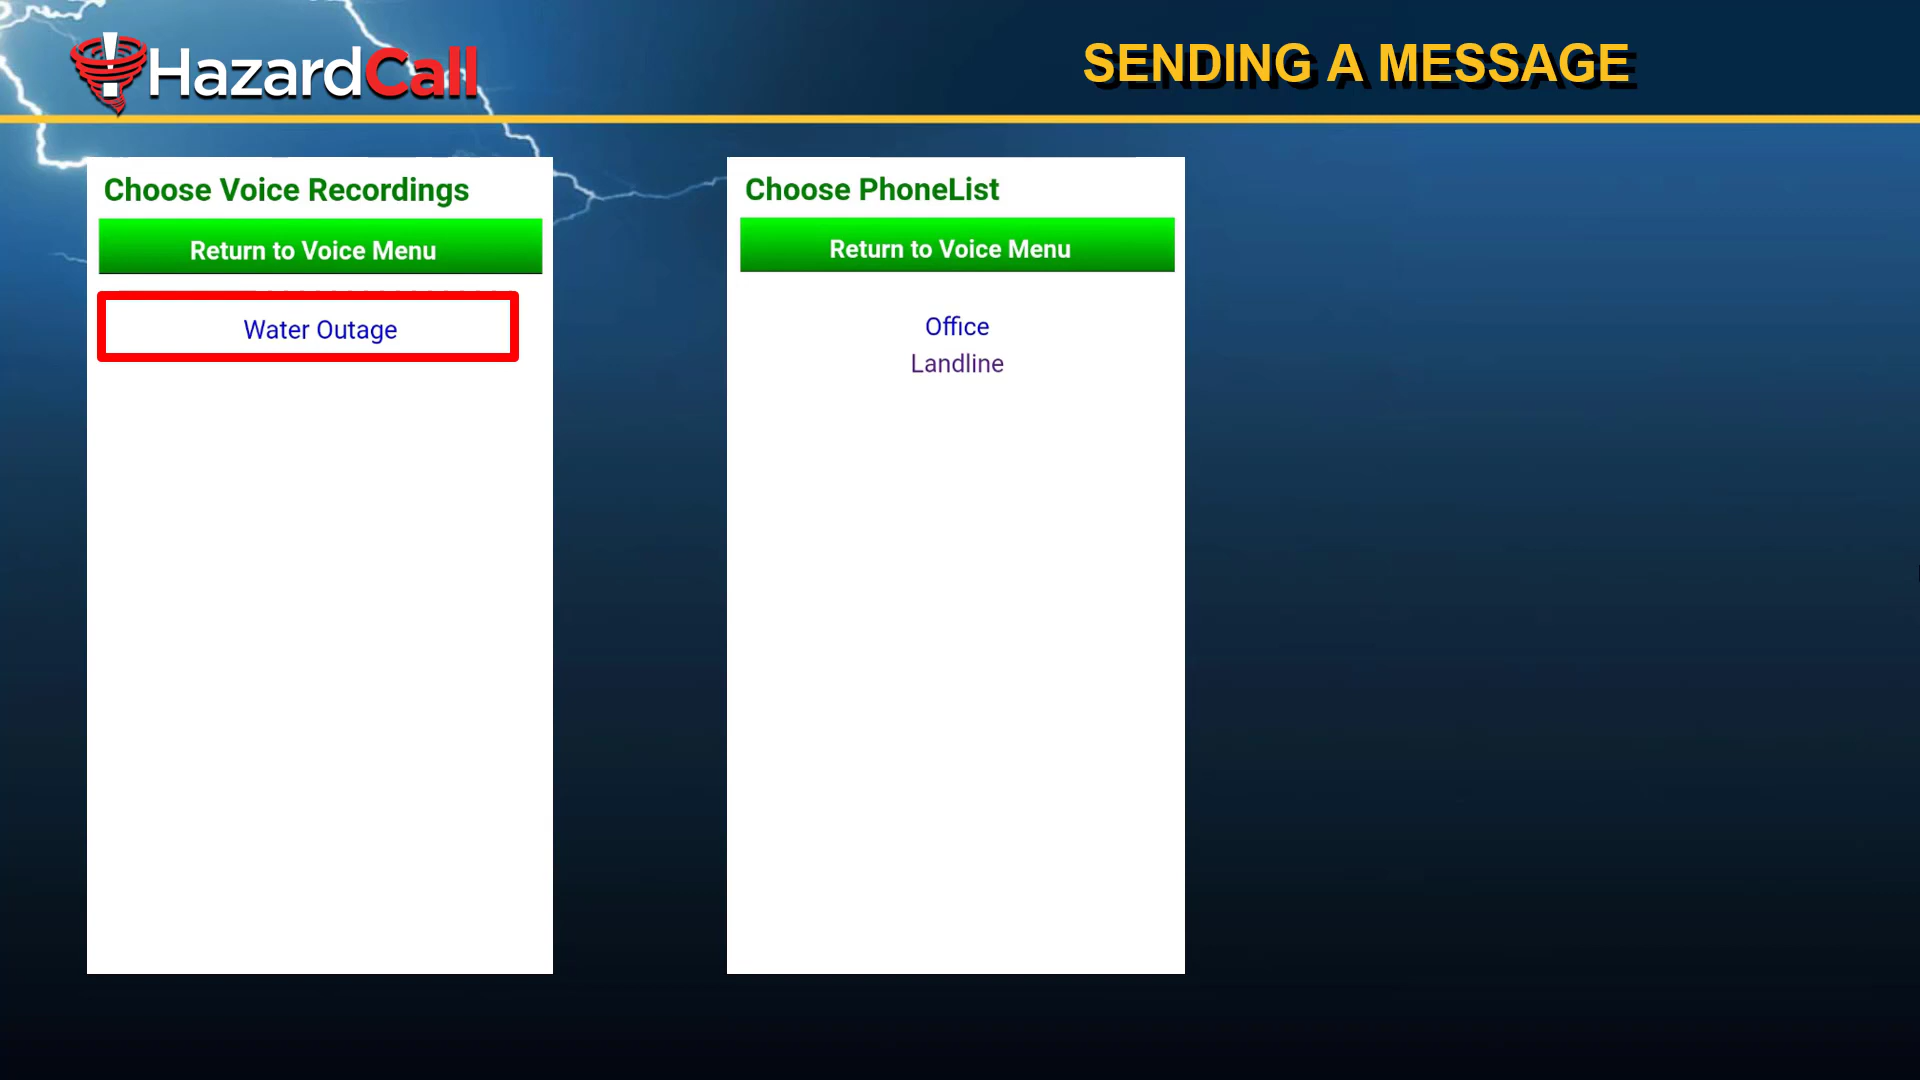 HazardCall
SENDING A MESSAGE
Choose Voice Recordings
Return to Voice Menu
Water Outage
Choose PhoneList
Return to Voice Menu
Office
Landline